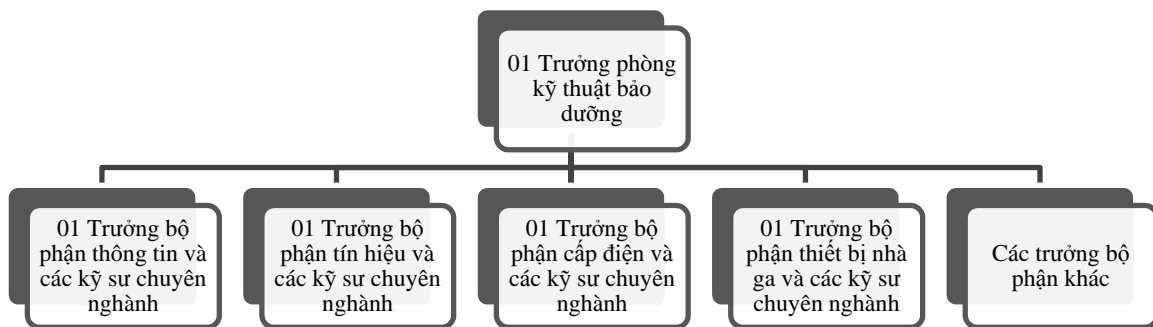 01 Trưởng phòng
kỹ thuật bảo
dưỡng
01 Trưởng bộ
phận thông tin và
các kỹ sư chuyên
nghành
01 Trưởng bộ
phận tín hiệu và
các kỹ sư chuyên
nghành
01 Trưởng bộ
phận cấp điện và
các kỹ sư chuyên
nghành
01 Trưởng bộ
phận thiết bị nhà
ga và các kỹ sư
chuyên nghành
Các trưởng bộ
phận khác